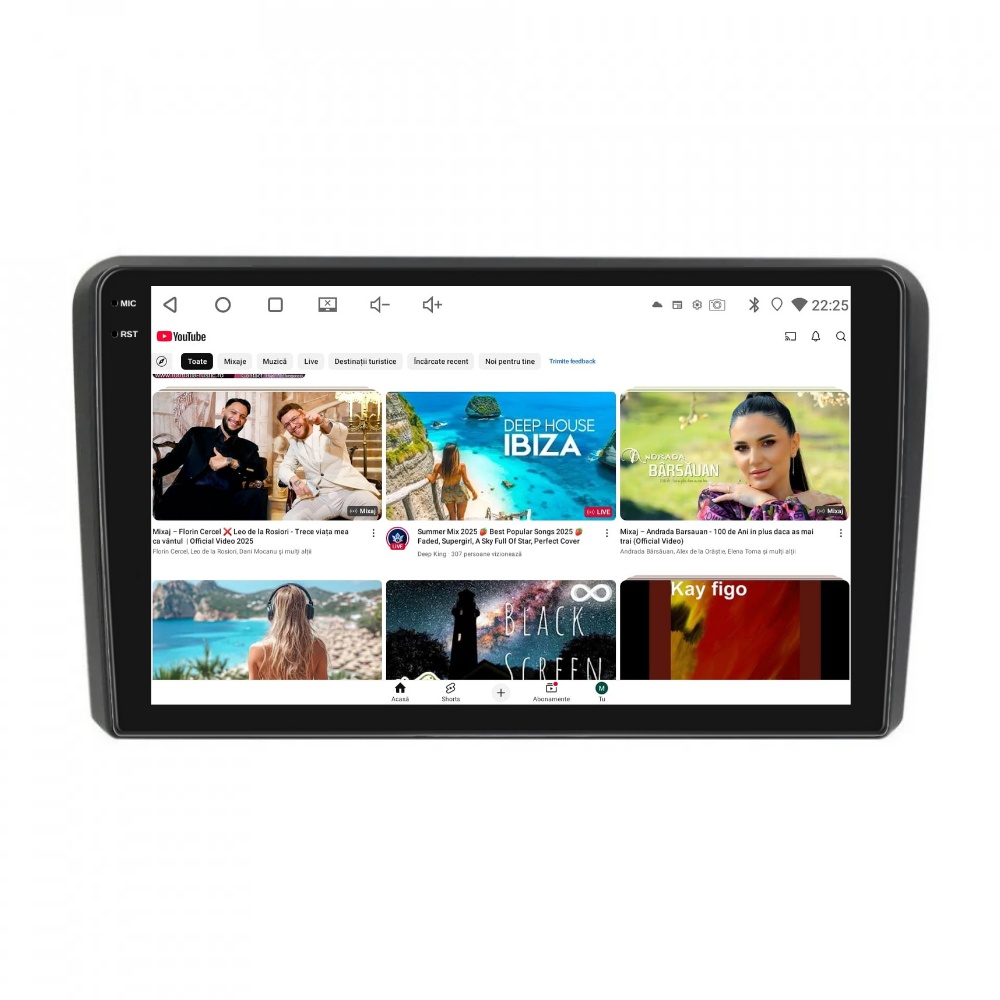 MIC
22:25
RST
YouTube
Toate Mixaje Muzică Live Destinații turistice Încărcate recent Noi pentru tine Trimite feedback
DEEP HOUSE
IBIZA
BÂRSĂUAN
Mixaj
LIVE
Mixaj
Mixaj – Florin Cercel ❌ Leo de la Rosiori - Trece viața mea
ca vântul | Official Video 2025
Florin Cercel, Leo de la Rosiori, Dani Mocanu și mulți alții
LIVE
Summer Mix 2025 🍓 Best Popular Songs 2025 🍓
Faded, Supergirl, A Sky Full Of Star, Perfect Cover
Deep King · 307 persoane vizionează
Mixaj – Andrada Barsauan - 100 de Ani in plus daca as mai
trai (Official Video)
Andrada Bârsăuan, Alex de la Orăștie, Elena Toma și mulți alții
BLACK
SCREEN
Kay figo
Acasă Shorts Abonamente Tu
M